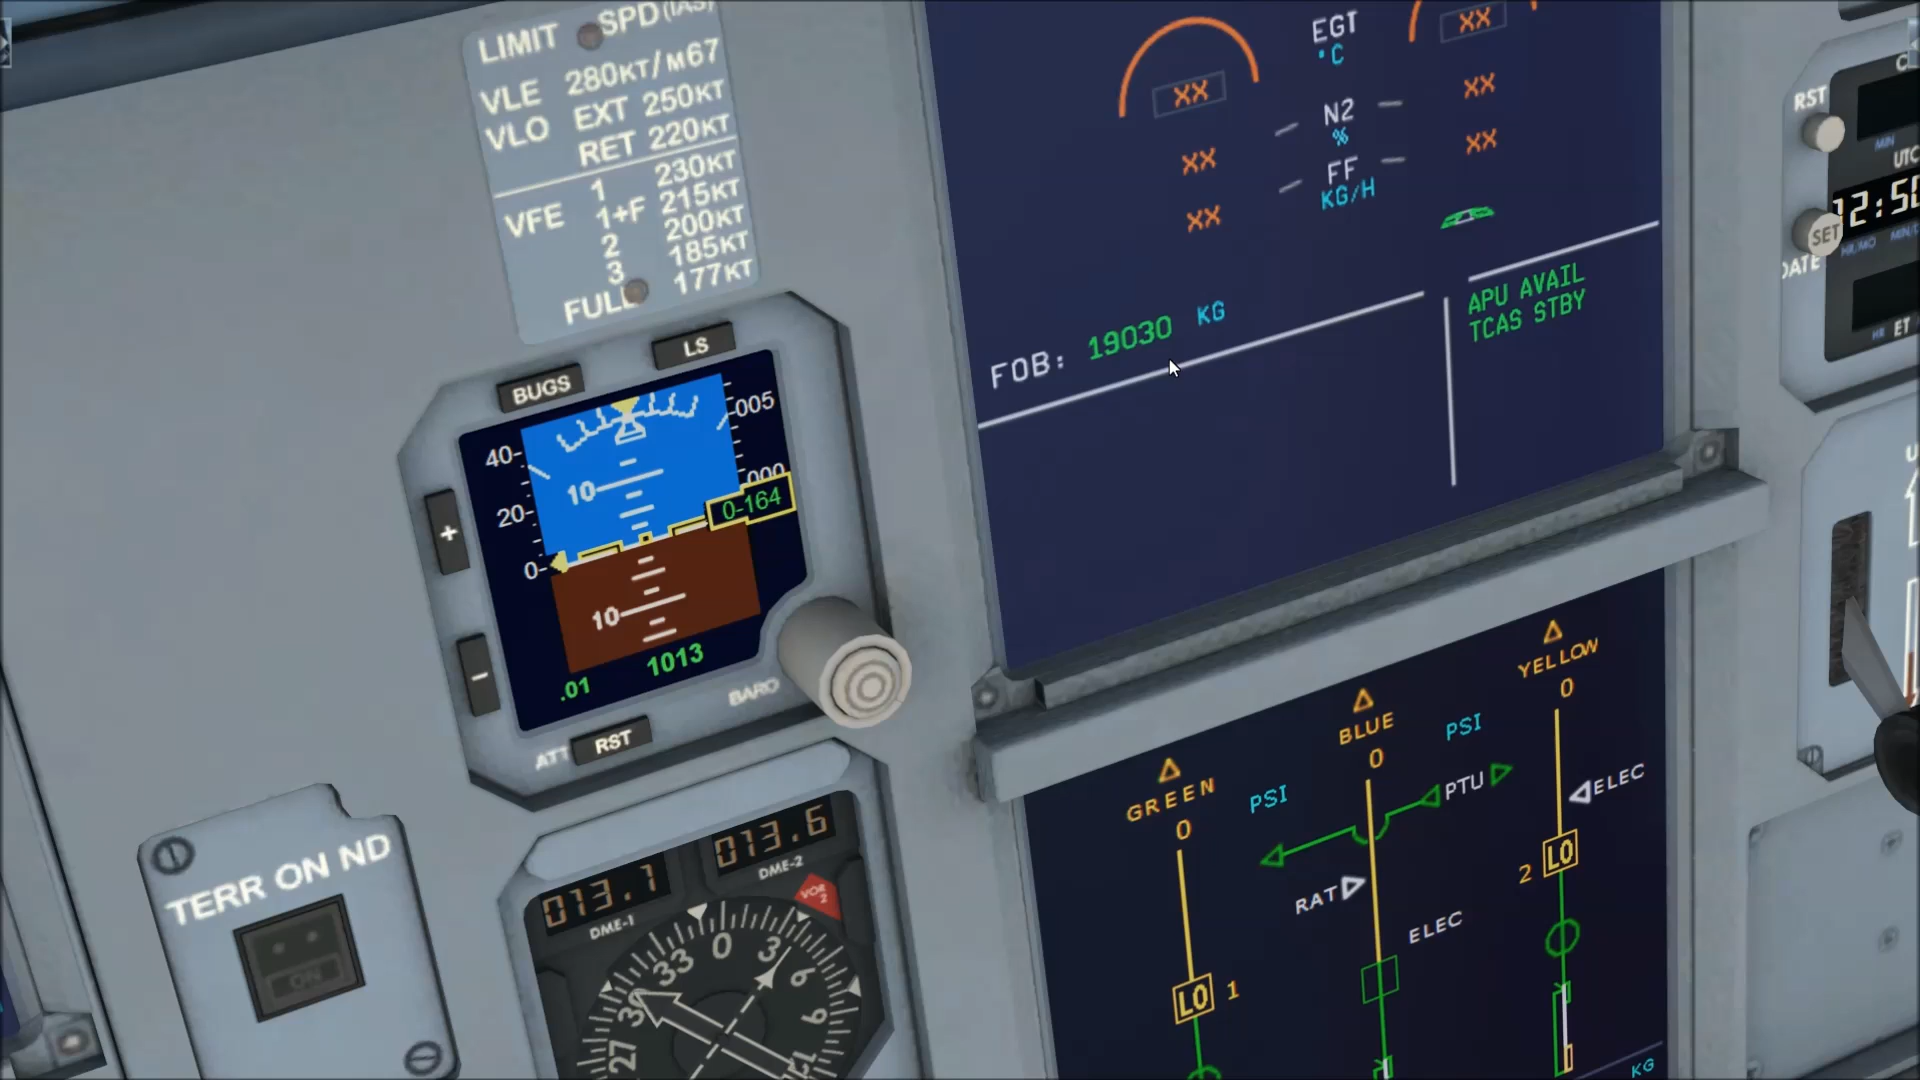 LIMIT SPD (IAS)
VLE 280KT/M67
VLO EXT 250KT
RET 220KT
VFE 1 230KT
1+F 215KT
2 200KT
3 185KT
FULL 177KT
BUGS
LS
40
20
0
10
10
005
000
0-164
+
-
.01
1013
BARO
ATT RST
TERR ON ND
ON
013.1
DME-1
013.6
DME-2
VOR 2
33 0 3 6
27
XX
XX
EGT
°C
XX
XX
N2
%
XX
XX
FF
KG/H
FOB: 19030 KG
APU AVAIL
TCAS STBY
GREEN
0
PSI
BLUE
0
PSI
YELLOW
0
PTU
ELEC
RAT
ELEC
LO 1
2 LO
KG
RST
MIN
UTC
12:50
SET
HR/MO
DATE
HR
ET